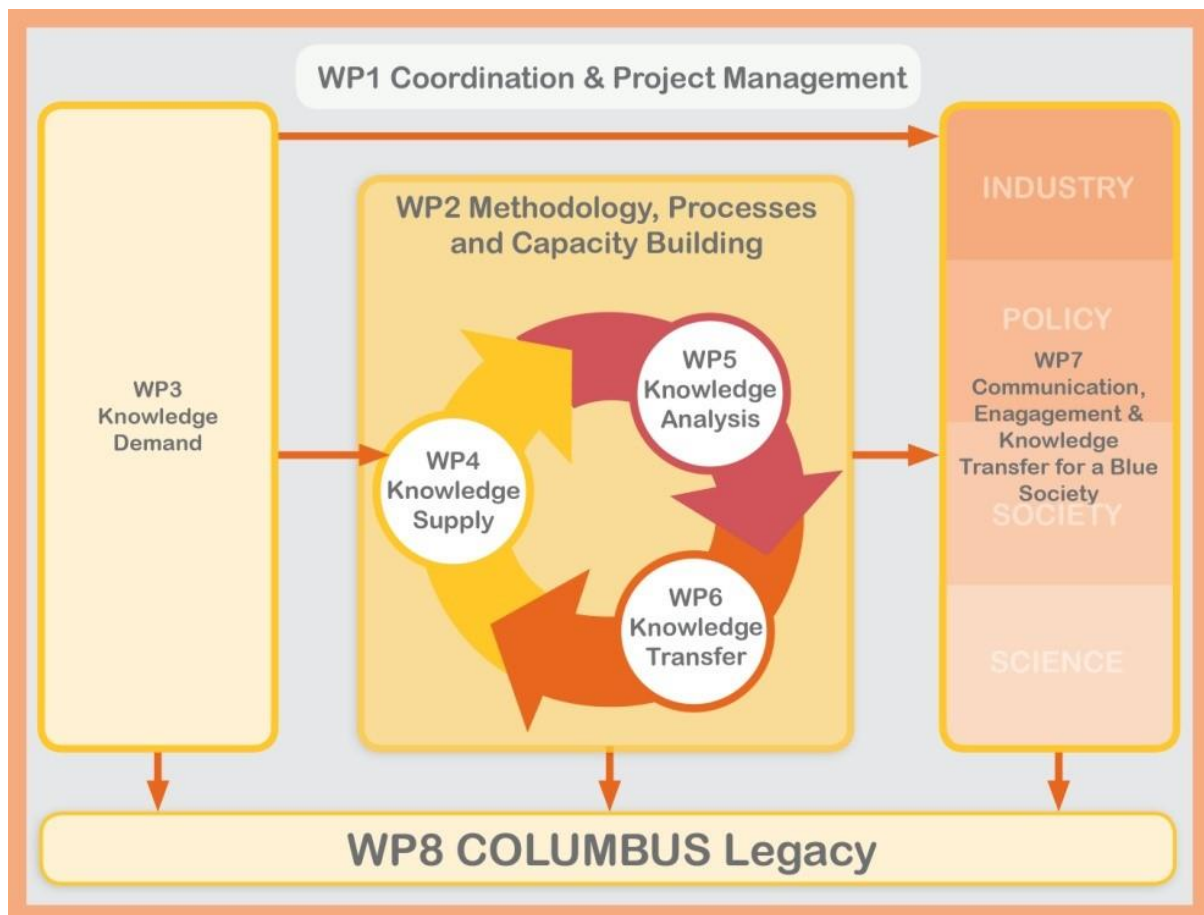 WP1 Coordination & Project Management
WP3
Knowledge
Demand
WP2 Methodology, Processes
and Capacity Building
WP4
Knowledge
Supply
WP5
Knowledge
Analysis
WP6
Knowledge
Transfer
INDUSTRY
POLICY
WP7
Communication,
Enagagement &
Knowledge
Transfer for a Blue
Society
SOCIETY
SCIENCE
WP8 COLUMBUS Legacy